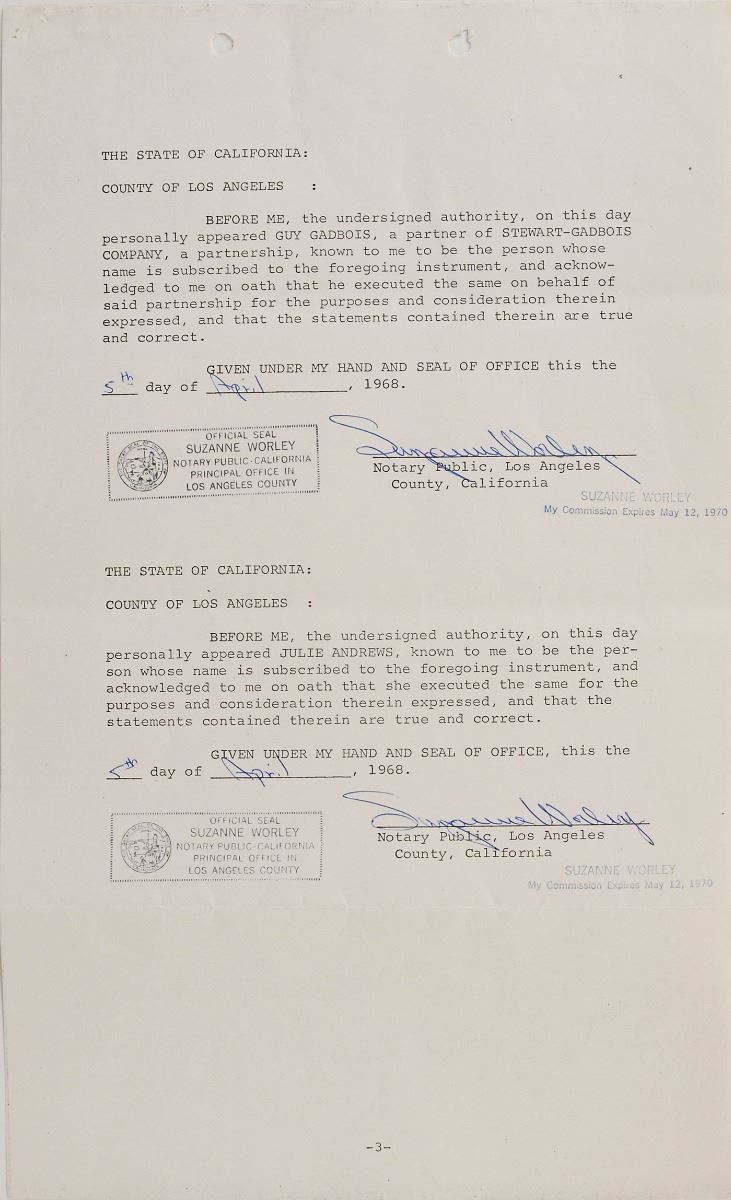 THE STATE OF CALIFORNIA:
COUNTY OF LOS ANGELES :
BEFORE ME, the undersigned authority, on this day
personally appeared GUY GADBOIS, a partner of STEWART-GADBOIS
COMPANY, a partnership, known to me to be the person whose
name is subscribed to the foregoing instrument, and acknow-
ledged to me on oath that he executed the same on behalf of
said partnership for the purposes and consideration therein
expressed, and that the statements contained therein are true
and correct.
GIVEN UNDER MY HAND AND SEAL OF OFFICE this the
5th day of April, 1968.
OFFICIAL SEAL
SUZANNE WORLEY
NOTARY PUBLIC-CALIFORNIA
PRINCIPAL OFFICE IN
LOS ANGELES COUNTY
Suzanne Worley
Notary Public, Los Angeles
County, California
SUZANNE WORLEY
My Commission Expires May 12, 1970
THE STATE OF CALIFORNIA:
COUNTY OF LOS ANGELES :
BEFORE ME, the undersigned authority, on this day
personally appeared JULIE ANDREWS, known to me to be the per-
son whose name is subscribed to the foregoing instrument, and
acknowledged to me on oath that she executed the same for the
purposes and consideration therein expressed, and that the
statements contained therein are true and correct.
GIVEN UNDER MY HAND AND SEAL OF OFFICE, this the
5th day of April, 1968.
OFFICIAL SEAL
SUZANNE WORLEY
NOTARY PUBLIC-CALIFORNIA
PRINCIPAL OFFICE IN
LOS ANGELES COUNTY
Suzanne Worley
Notary Public, Los Angeles
County, California
SUZANNE WORLEY
My Commission Expires May 12, 1970
-3-